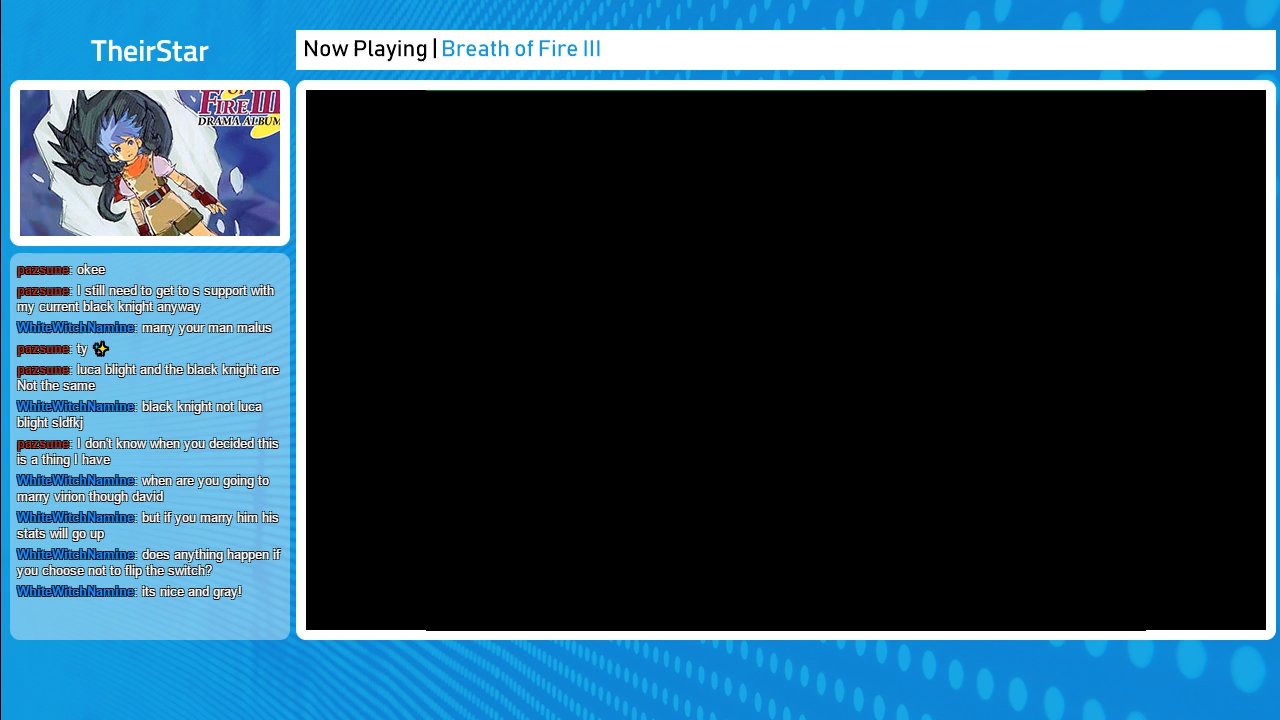 TheirStar
Now Playing | Breath of Fire III
OF
FIRE III
DRAMA ALBUM
pazsune: okee
pazsune: I still need to get to s support with
my current black knight anyway
WhiteWitchNamine: marry your man malus
pazsune: ty ✨
pazsune: luca blight and the black knight are
Not the same
WhiteWitchNamine: black knight not luca
blight sldfkj
pazsune: I don't know when you decided this
is a thing I have
WhiteWitchNamine: when are you going to
marry virion though david
WhiteWitchNamine: but if you marry him his
stats will go up
WhiteWitchNamine: does anything happen if
you choose not to flip the switch?
WhiteWitchNamine: its nice and gray!